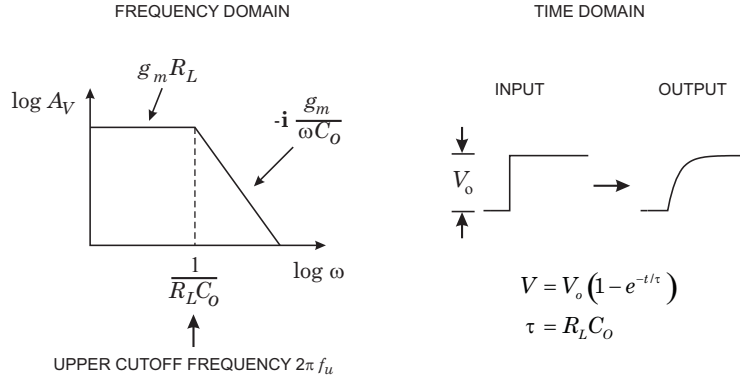 FREQUENCY DOMAIN
log A_V
g_m R_L
-i g_m / ωC_O
log ω
1 / R_L C_O
UPPER CUTOFF FREQUENCY 2π f_u
TIME DOMAIN
INPUT
OUTPUT
V_o
V = V_o (1 − e^{−t/τ})
τ = R_L C_O